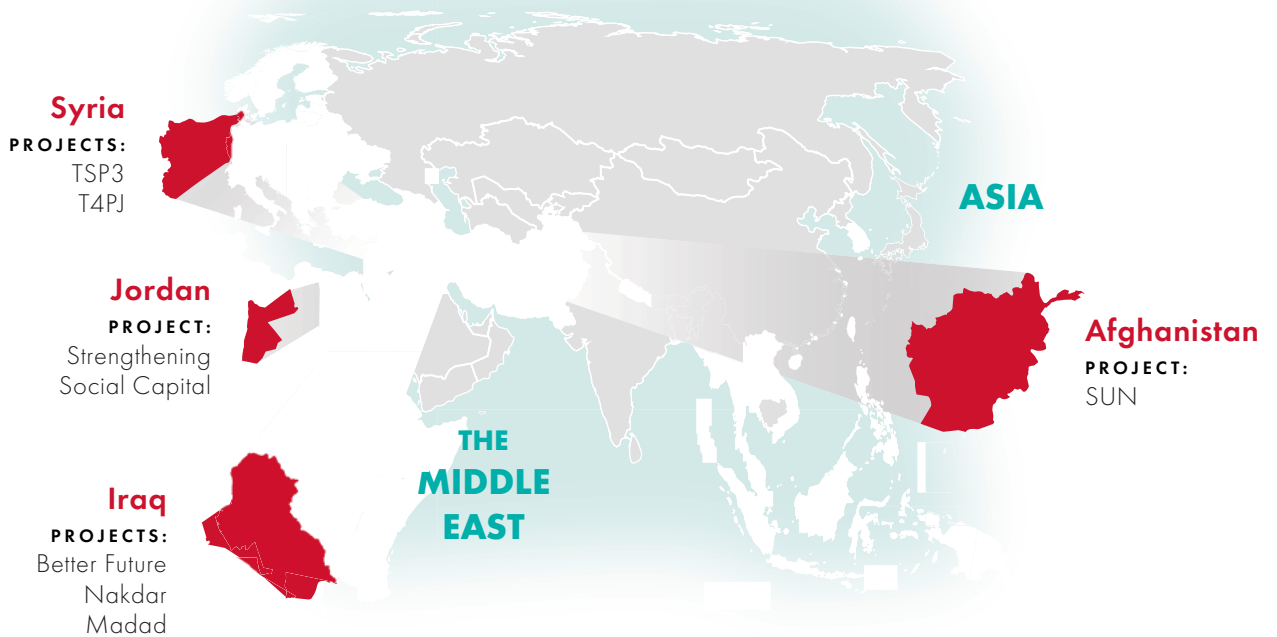 Syria
PROJECTS:
TSP3
T4PJ
Jordan
PROJECT:
Strengthening
Social Capital
Iraq
PROJECTS:
Better Future
Nakdar
Madad
THE
MIDDLE
EAST
ASIA
Afghanistan
PROJECT:
SUN